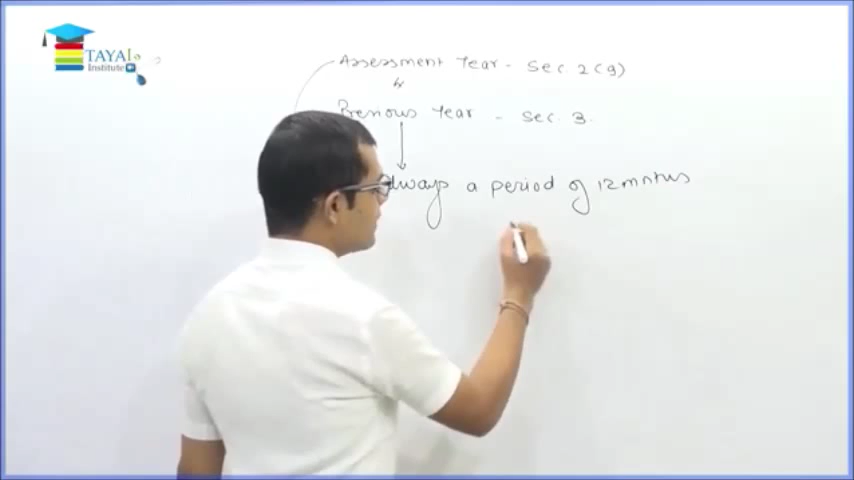 TAYAL
Institute
Assessment Year - Sec 2(9)
&
Previous Year - Sec 3.
Always a period of 12 months